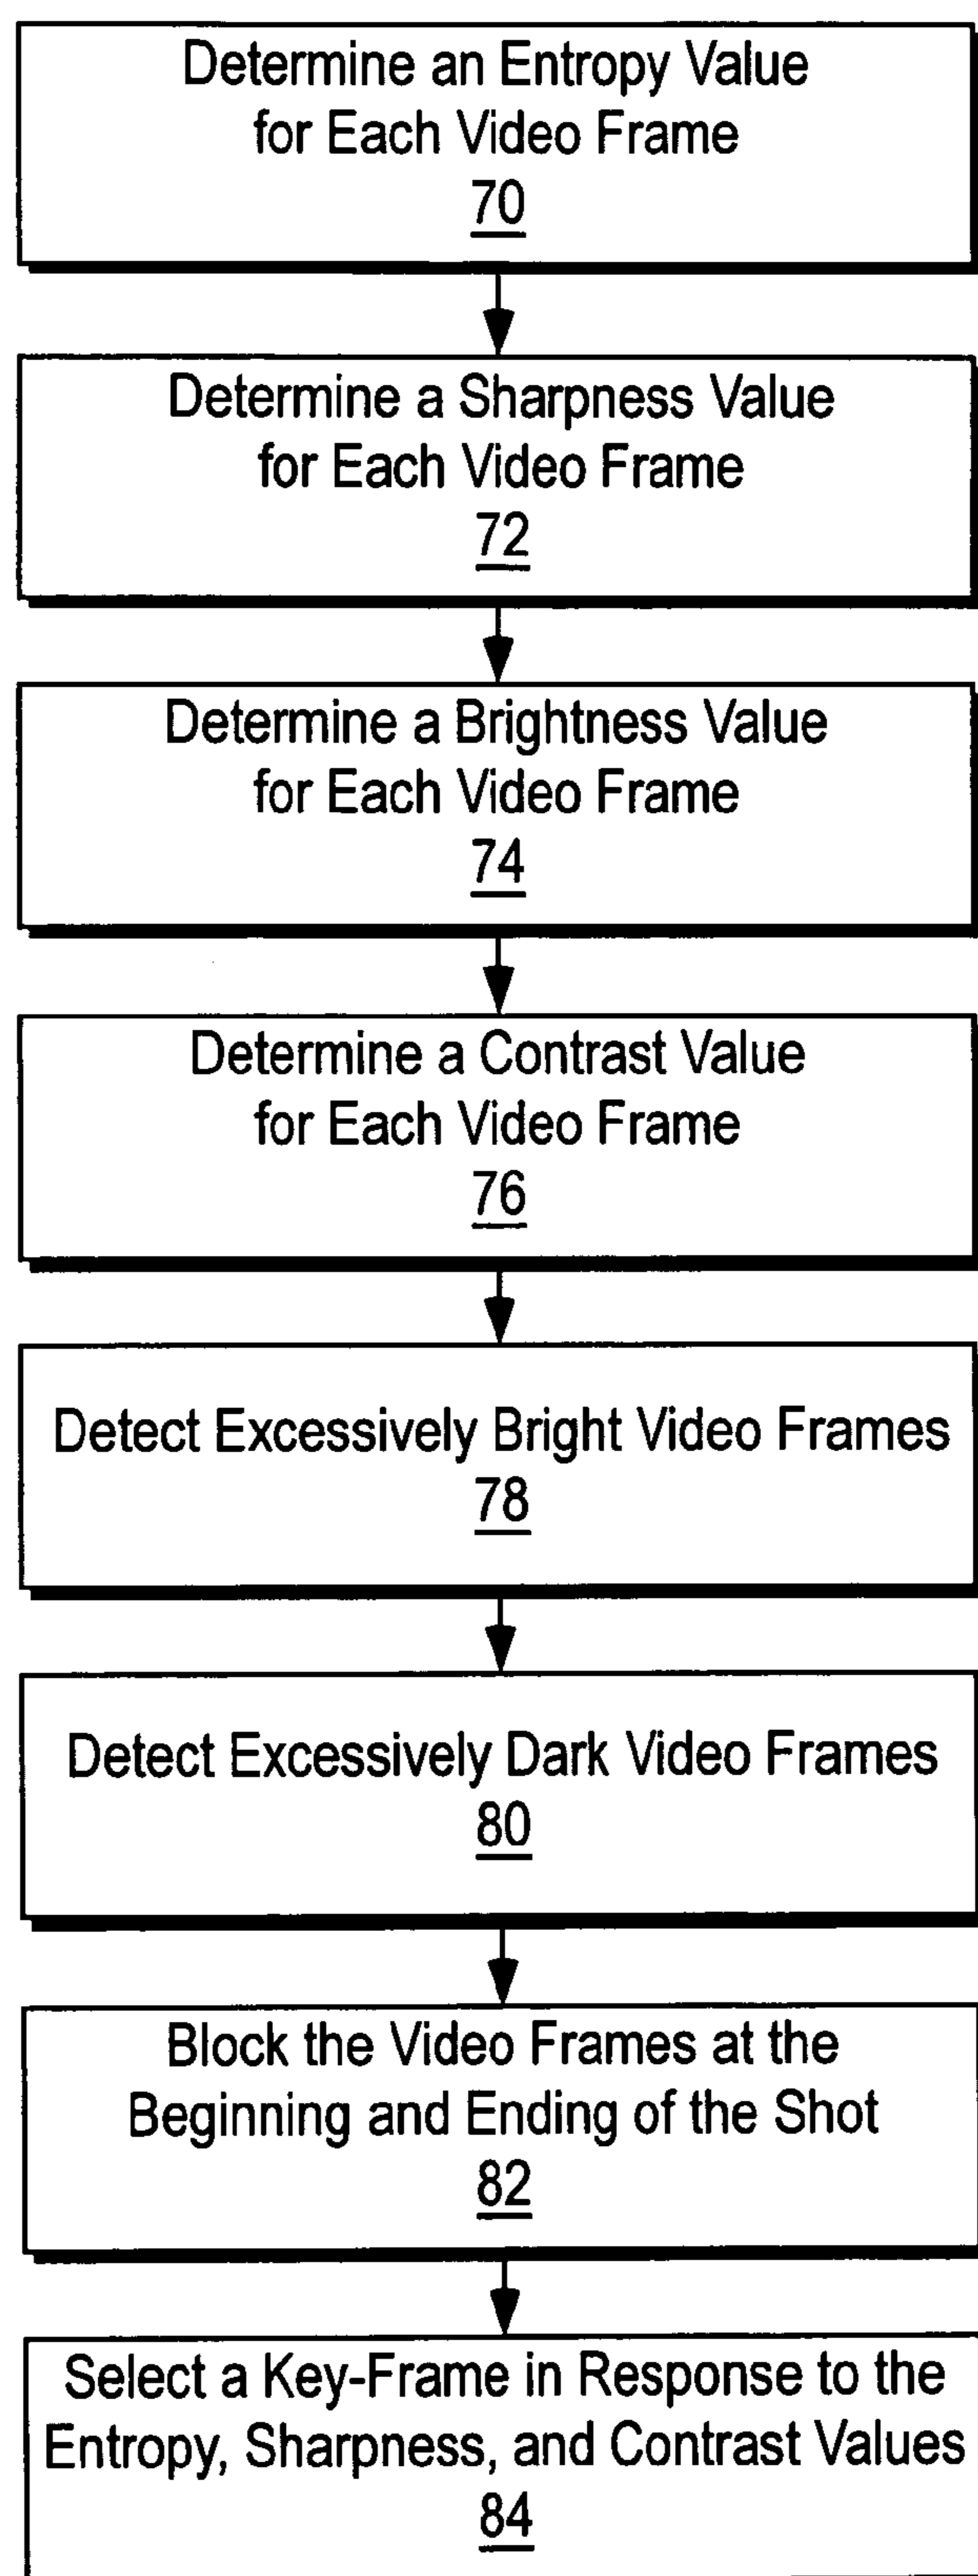 Determine an Entropy Value
for Each Video Frame
70
Determine a Sharpness Value
for Each Video Frame
72
Determine a Brightness Value
for Each Video Frame
74
Determine a Contrast Value
for Each Video Frame
76
Detect Excessively Bright Video Frames
78
Detect Excessively Dark Video Frames
80
Block the Video Frames at the
Beginning and Ending of the Shot
82
Select a Key-Frame in Response to the
Entropy, Sharpness, and Contrast Values
84